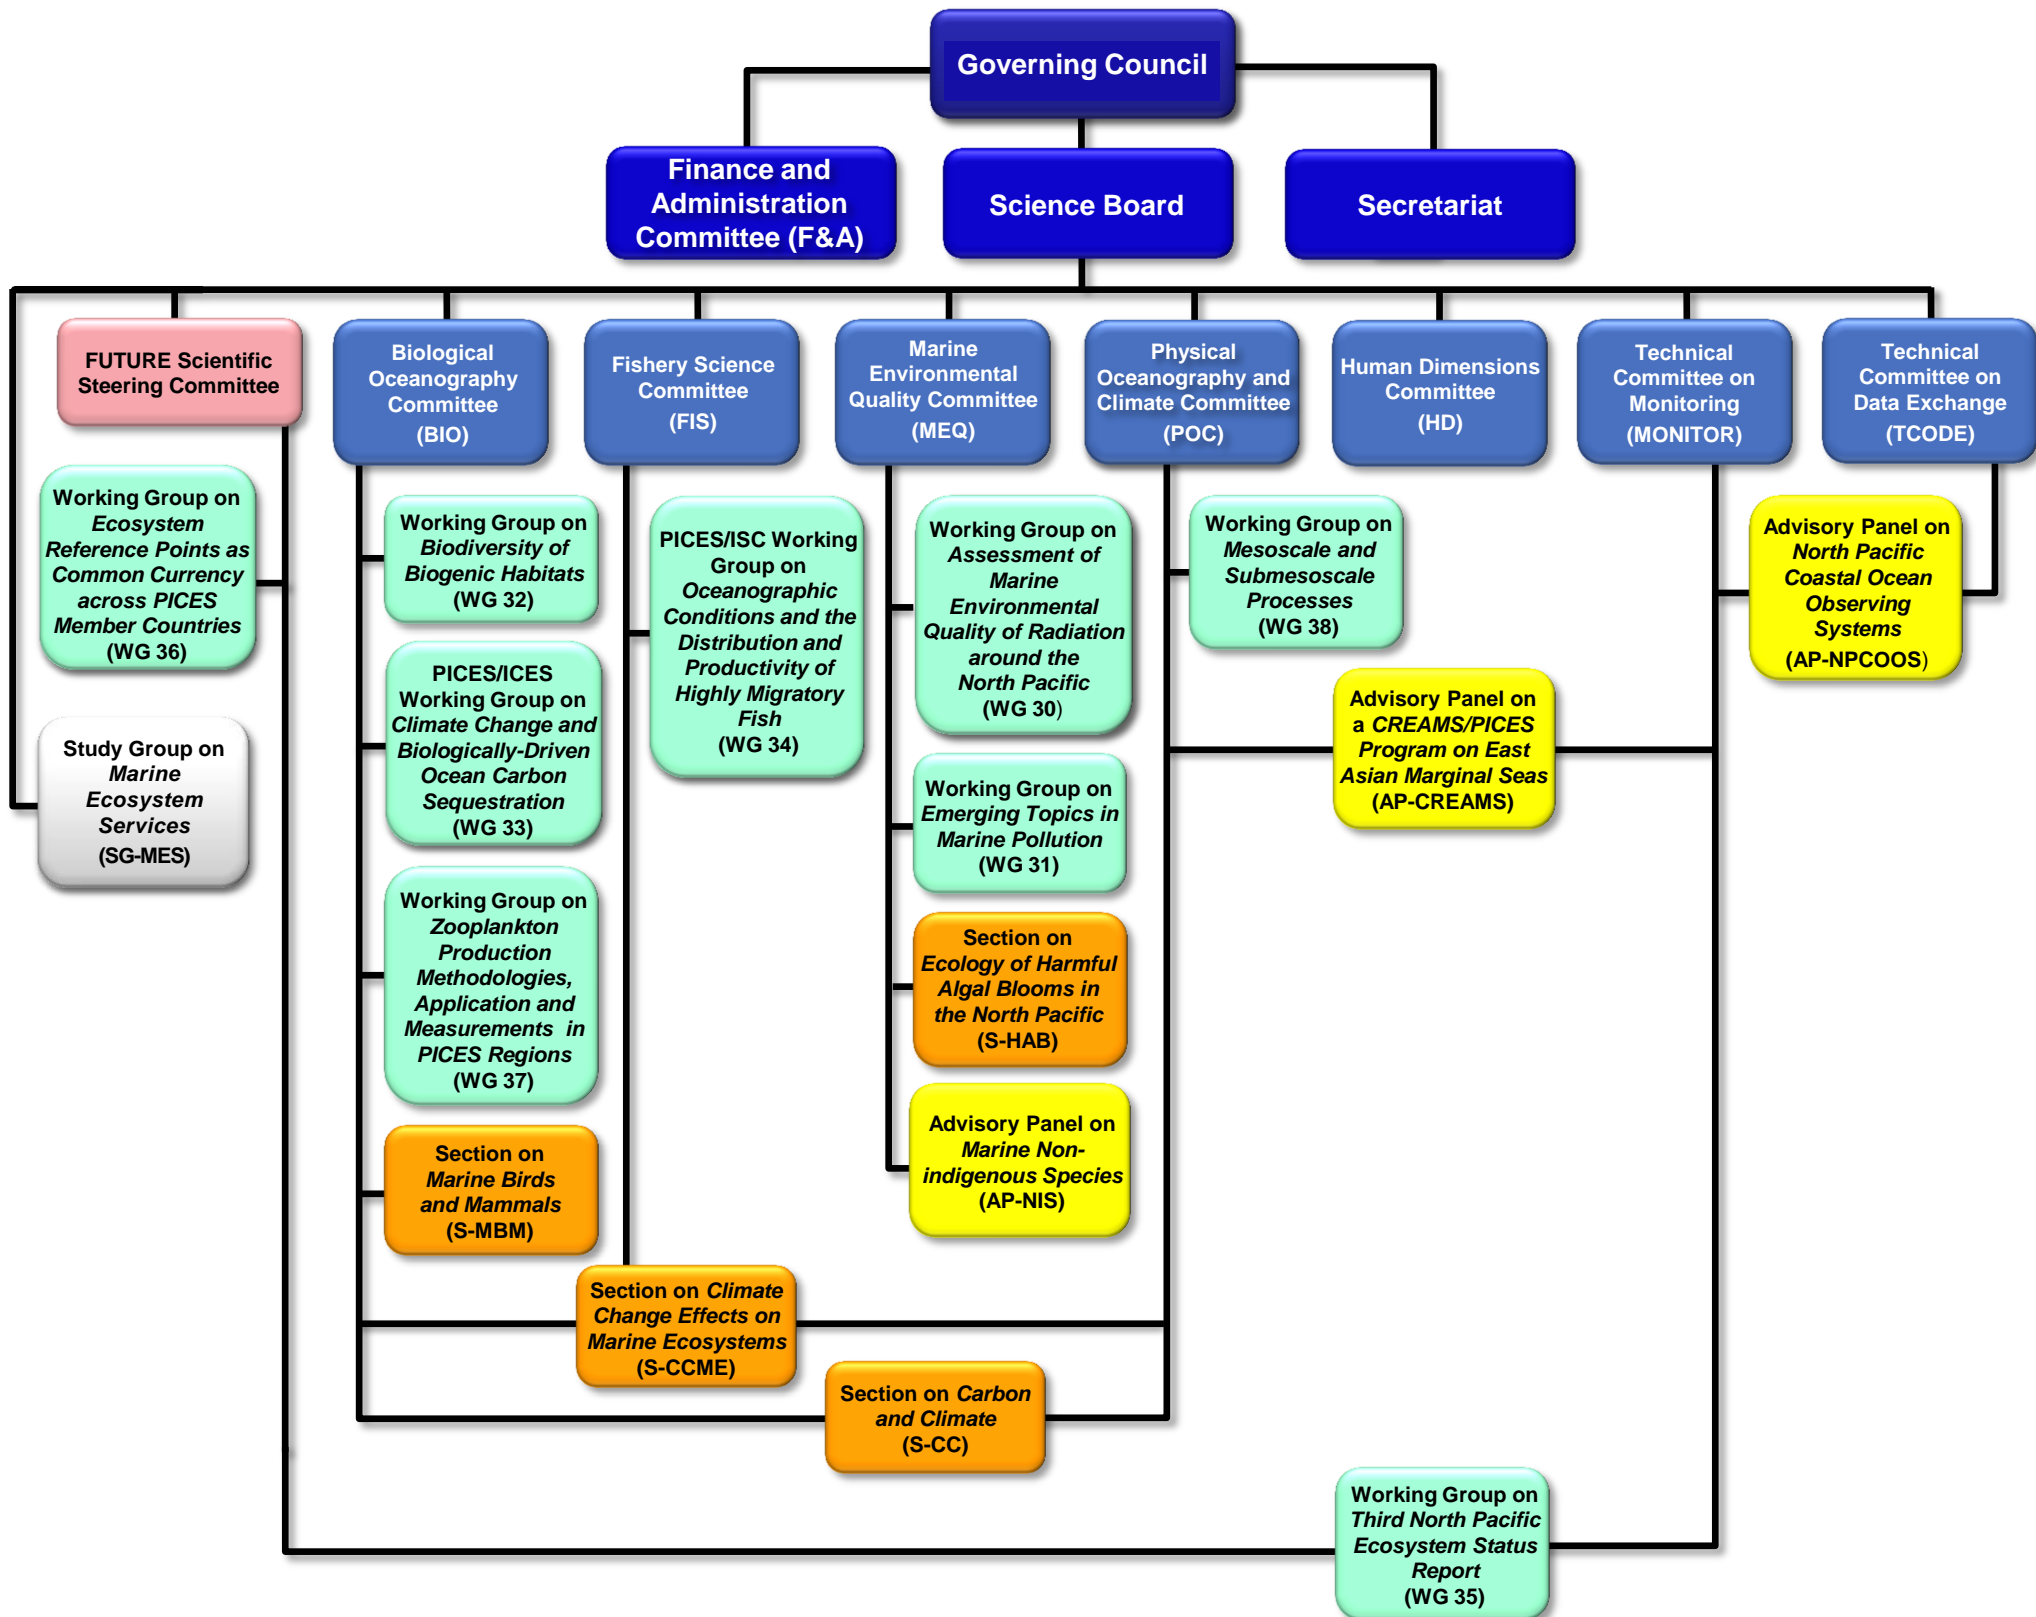 Governing Council
Finance and
Administration
Committee (F&A)
Science Board
Secretariat
FUTURE Scientific
Steering Committee
Biological
Oceanography
Committee
(BIO)
Fishery Science
Committee
(FIS)
Marine
Environmental
Quality Committee
(MEQ)
Physical
Oceanography and
Climate Committee
(POC)
Human Dimensions
Committee
(HD)
Technical
Committee on
Monitoring
(MONITOR)
Technical
Committee on
Data Exchange
(TCODE)
Working Group on
Ecosystem
Reference Points as
Common Currency
across PICES
Member Countries
(WG 36)
Study Group on
Marine
Ecosystem
Services
(SG-MES)
Working Group on
Biodiversity of
Biogenic Habitats
(WG 32)
PICES/ICES
Working Group on
Climate Change and
Biologically-Driven
Ocean Carbon
Sequestration
(WG 33)
Working Group on
Zooplankton
Production
Methodologies,
Application and
Measurements in
PICES Regions
(WG 37)
Section on
Marine Birds
and Mammals
(S-MBM)
PICES/ISC Working
Group on
Oceanographic
Conditions and the
Distribution and
Productivity of
Highly Migratory
Fish
(WG 34)
Working Group on
Assessment of
Marine
Environmental
Quality of Radiation
around the
North Pacific
(WG 30)
Working Group on
Emerging Topics in
Marine Pollution
(WG 31)
Section on
Ecology of Harmful
Algal Blooms in
the North Pacific
(S-HAB)
Advisory Panel on
Marine Non-
indigenous Species
(AP-NIS)
Working Group on
Mesoscale and
Submesoscale
Processes
(WG 38)
Advisory Panel on
a CREAMS/PICES
Program on East
Asian Marginal Seas
(AP-CREAMS)
Advisory Panel on
North Pacific
Coastal Ocean
Observing
Systems
(AP-NPCOOS)
Section on Climate
Change Effects on
Marine Ecosystems
(S-CCME)
Section on Carbon
and Climate
(S-CC)
Working Group on
Third North Pacific
Ecosystem Status
Report
(WG 35)